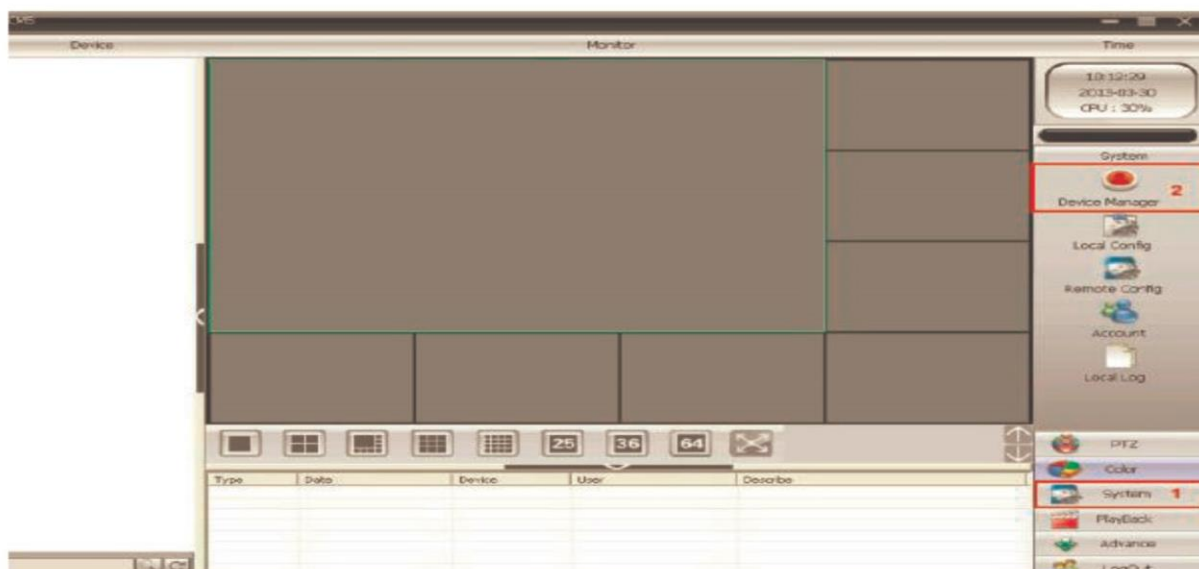 CMS
Device Monitor Time
10:12:29
2013-03-30
CPU : 30%
System
Device Manager 2
Local Config
Remote Config
Account
Local Log
25 36 64
PTZ
Color
Type Date Device User Describe
System 1
PlayBack
Advance
LogOut